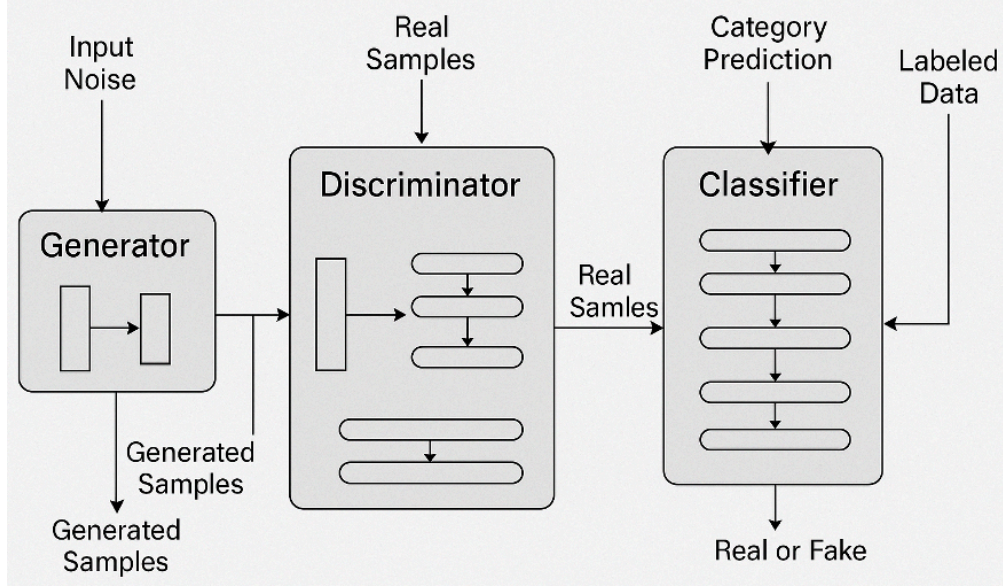 Input
Noise
Real
Samples
Category
Prediction
Labeled
Data
Generator
Discriminator
Classifier
Real
Samles
Generated
Samples
Generated
Samples
Real or Fake